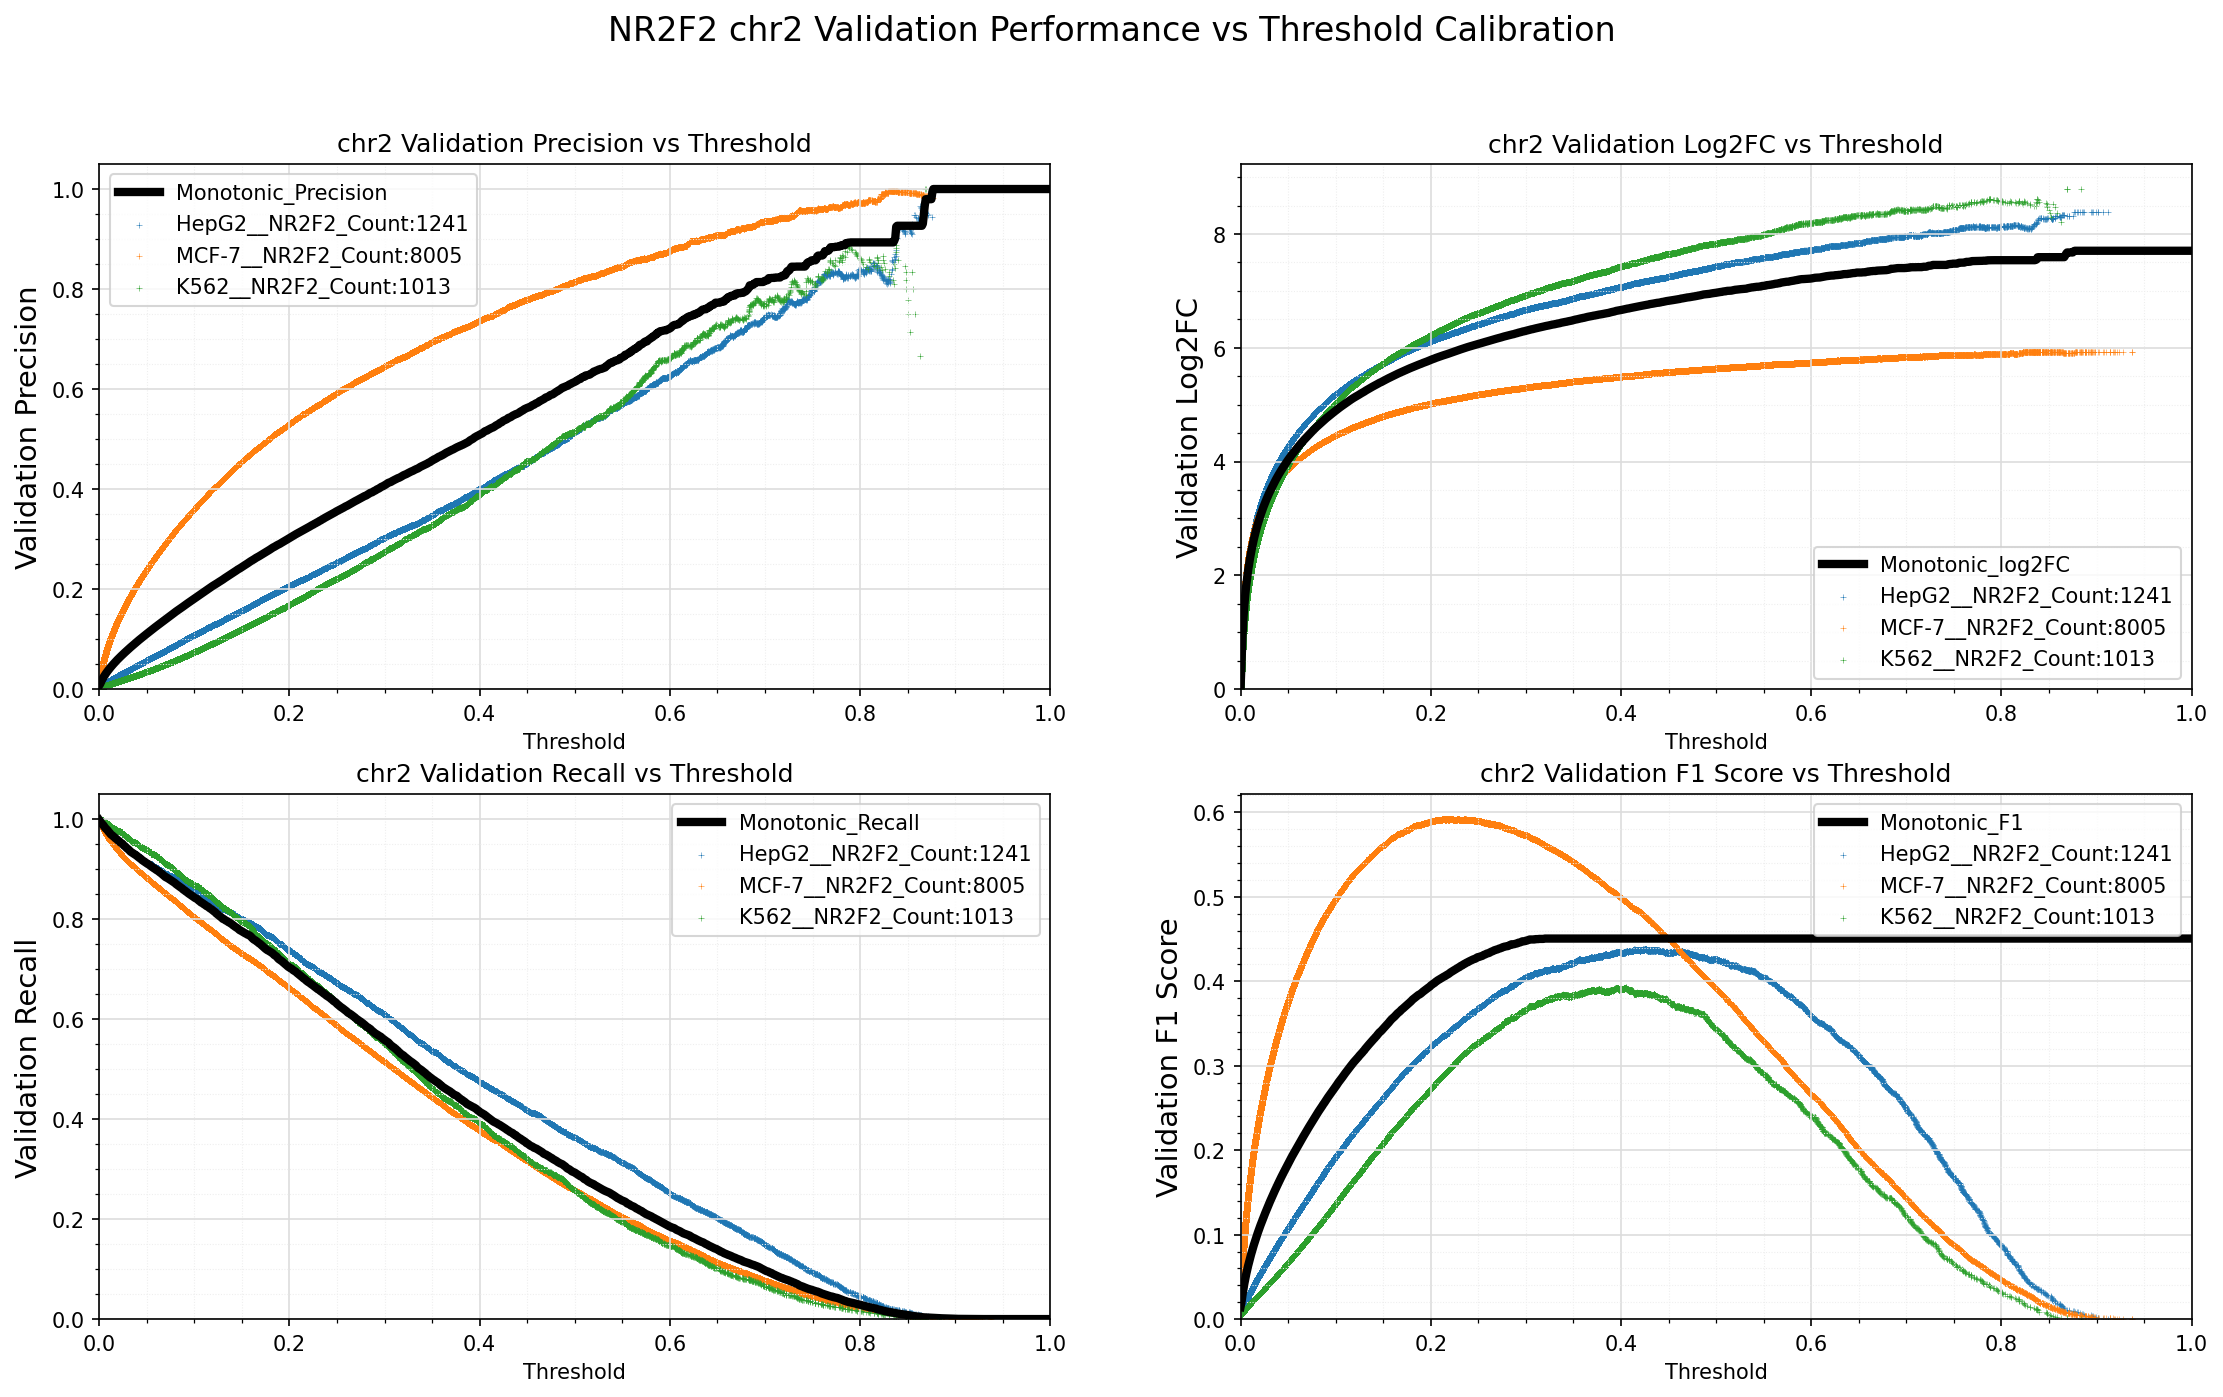 NR2F2 chr2 Validation Performance vs Threshold Calibration
chr2 Validation Precision vs Threshold
Validation Precision
1.0
0.8
0.6
0.4
0.2
0.0
Monotonic_Precision
HepG2__NR2F2_Count:1241
MCF-7__NR2F2_Count:8005
K562__NR2F2_Count:1013
0.0 0.2 0.4 0.6 0.8 1.0
Threshold
chr2 Validation Log2FC vs Threshold
Validation Log2FC
8
6
4
2
0
Monotonic_log2FC
HepG2__NR2F2_Count:1241
MCF-7__NR2F2_Count:8005
K562__NR2F2_Count:1013
0.0 0.2 0.4 0.6 0.8 1.0
Threshold
chr2 Validation Recall vs Threshold
Validation Recall
1.0
0.8
0.6
0.4
0.2
0.0
Monotonic_Recall
HepG2__NR2F2_Count:1241
MCF-7__NR2F2_Count:8005
K562__NR2F2_Count:1013
0.0 0.2 0.4 0.6 0.8 1.0
Threshold
chr2 Validation F1 Score vs Threshold
Validation F1 Score
0.6
0.5
0.4
0.3
0.2
0.1
0.0
Monotonic_F1
HepG2__NR2F2_Count:1241
MCF-7__NR2F2_Count:8005
K562__NR2F2_Count:1013
0.0 0.2 0.4 0.6 0.8 1.0
Threshold